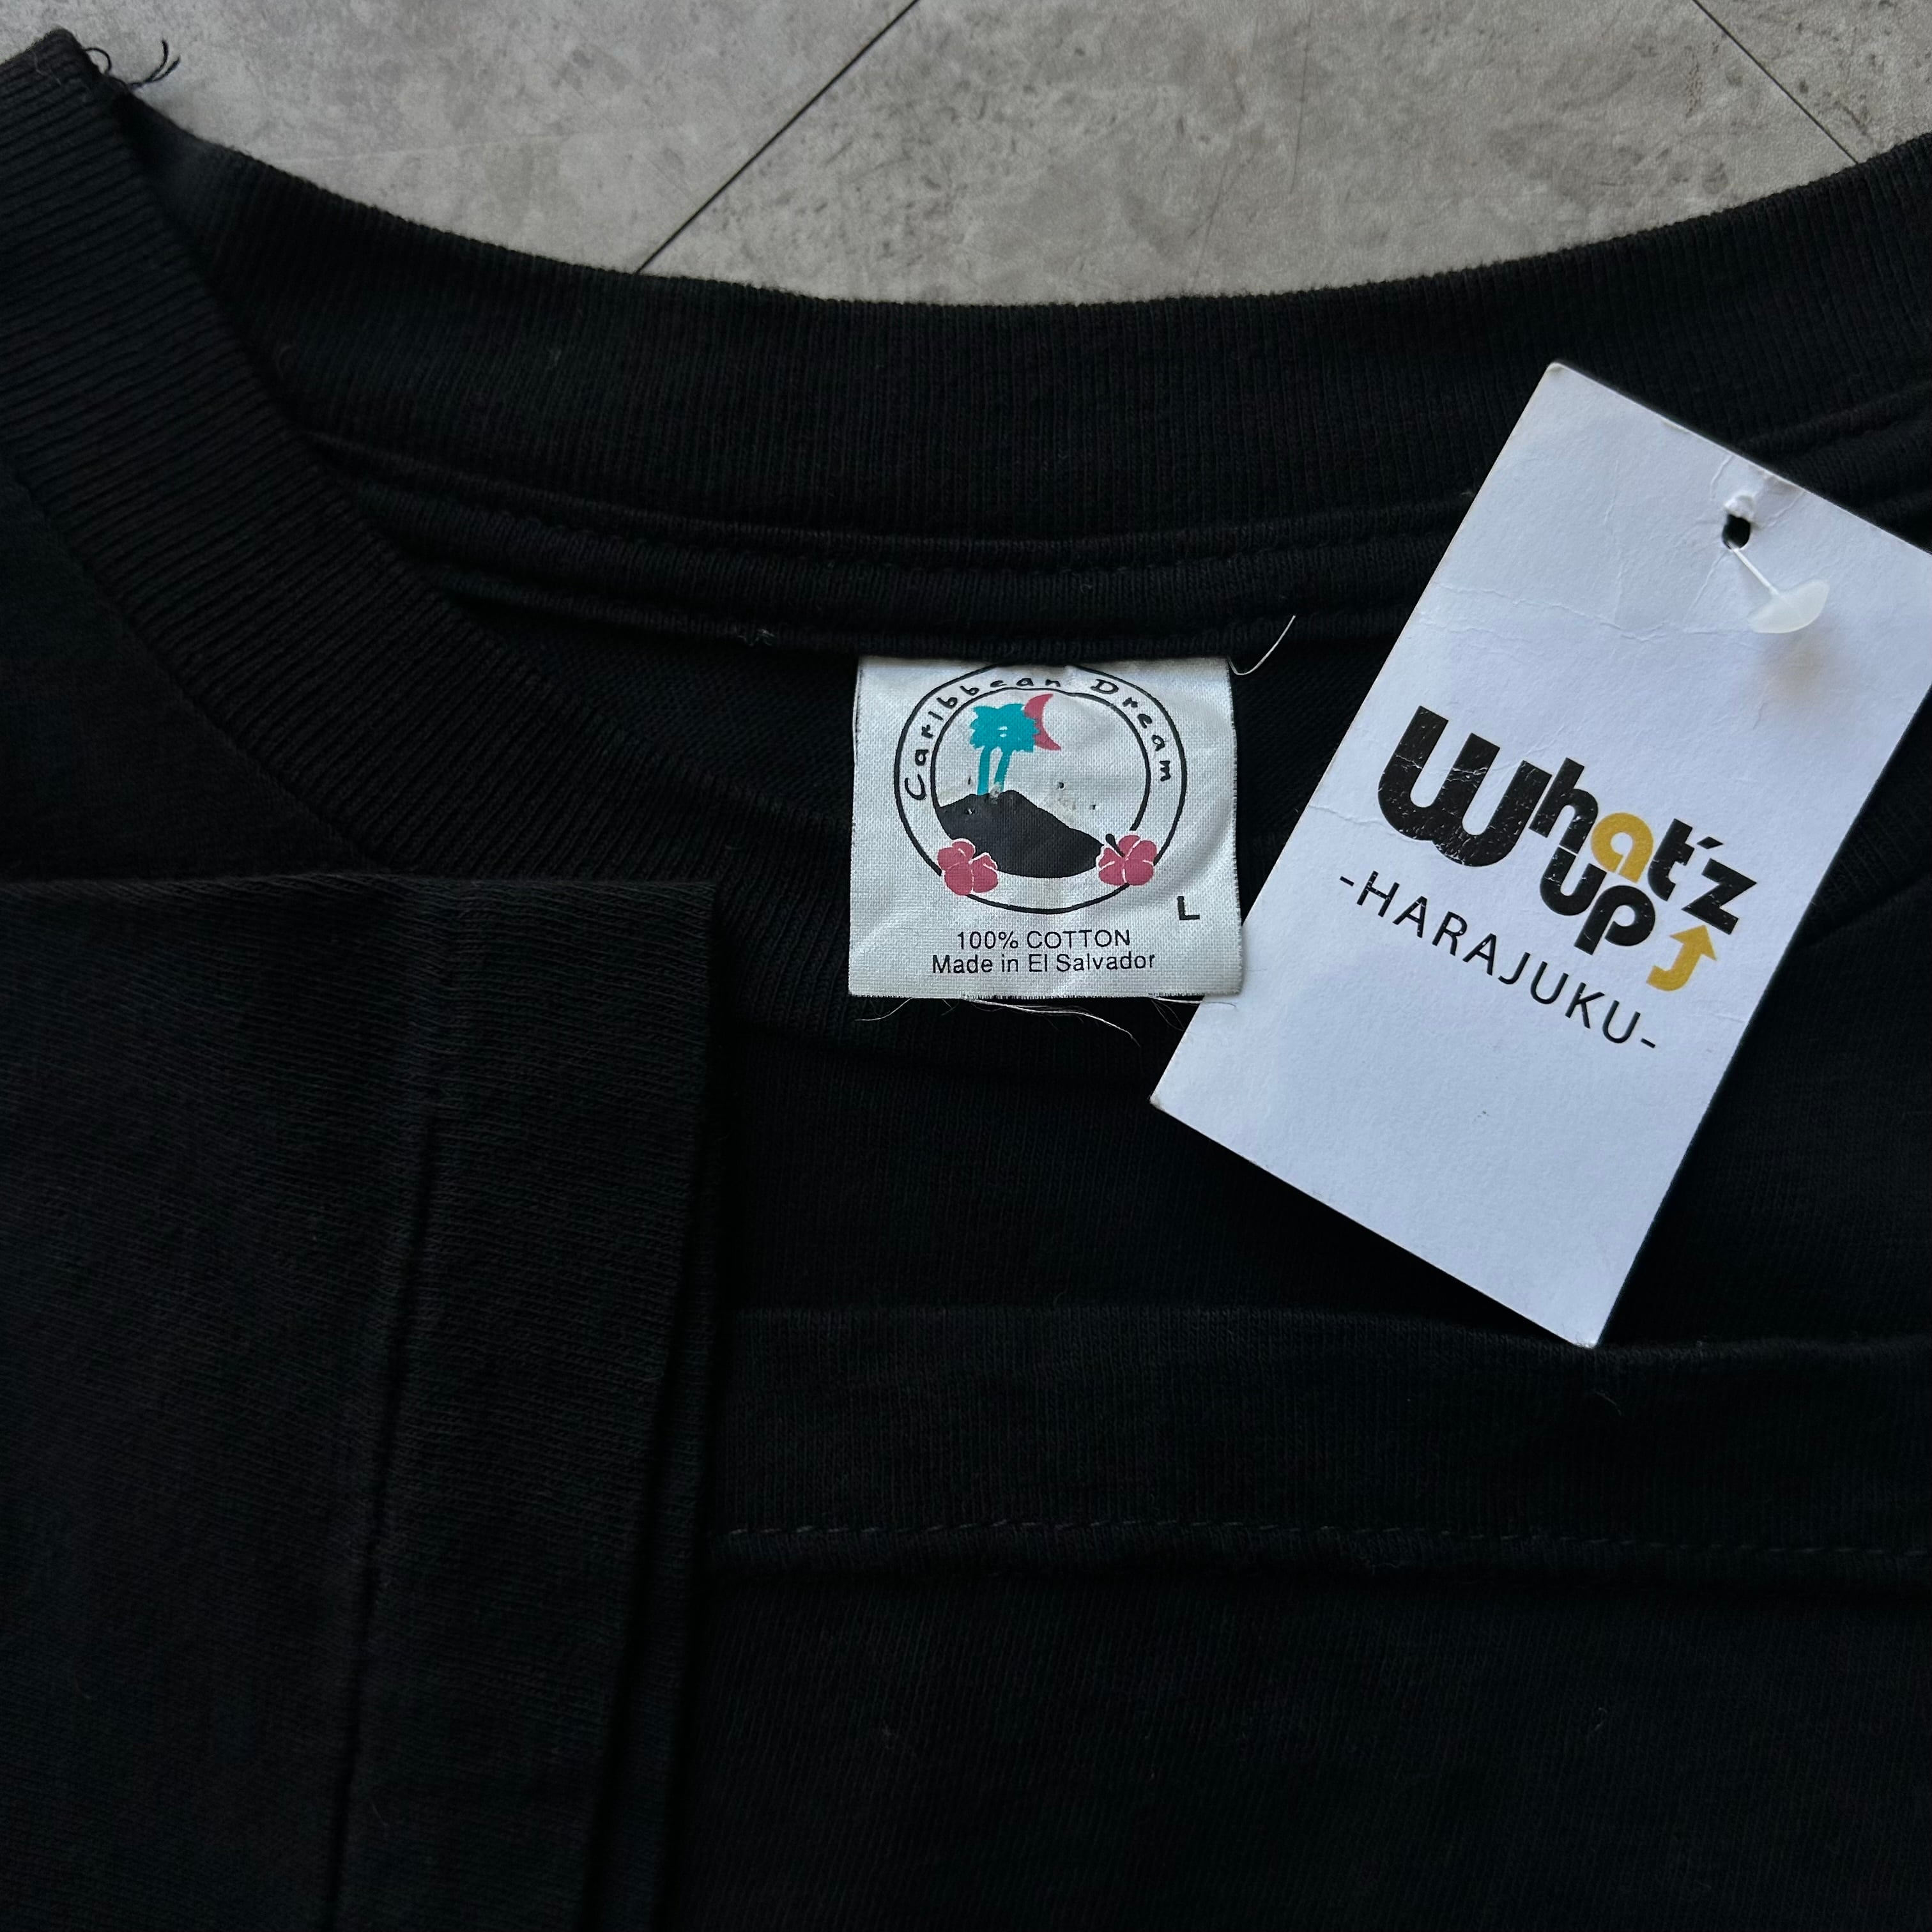 Caribbean Dream
L
100% COTTON
Made in El Salvador
What'z
up
-HARAJUKU-